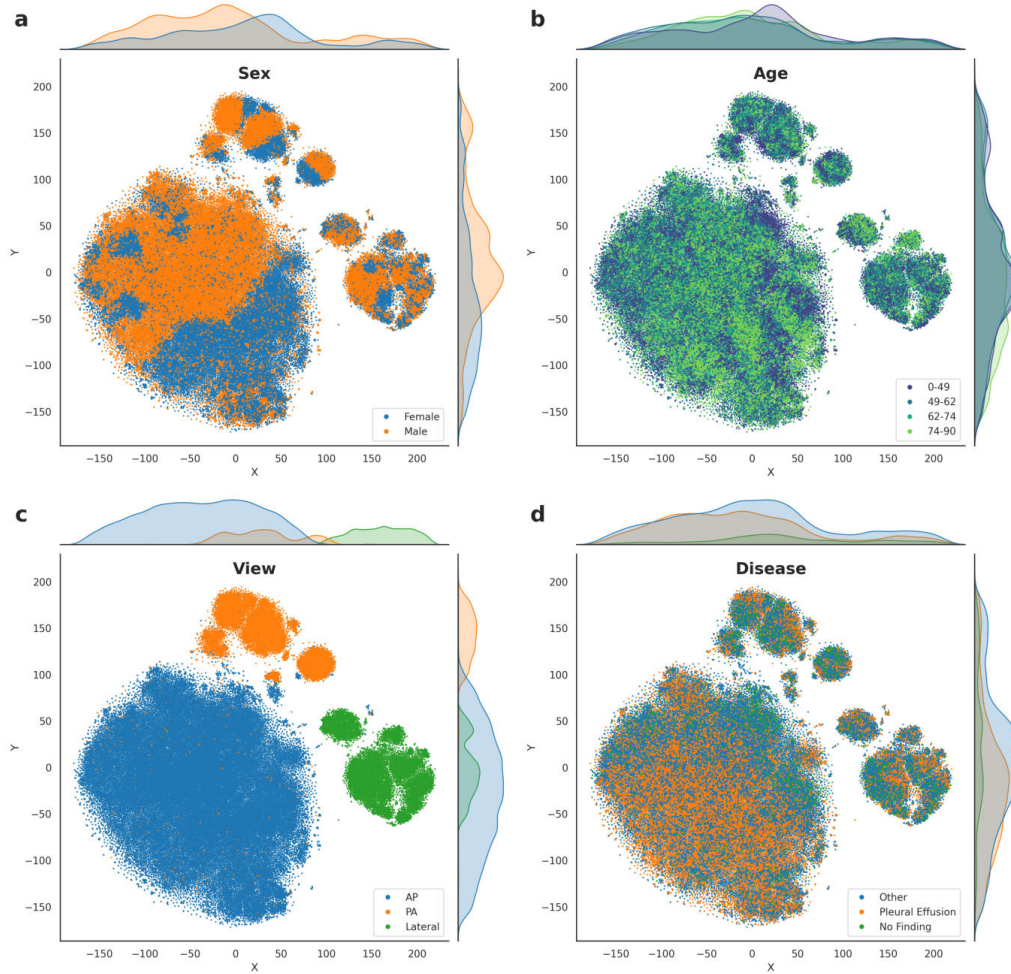 a
Sex
200
150
100
50
0
−50
−100
−150
Y
Female
Male
−150
−100
−50
0
50
100
150
200
X
b
Age
200
150
100
50
0
−50
−100
−150
Y
0-49
49-62
62-74
74-90
−150
−100
−50
0
50
100
150
200
X
c
View
200
150
100
50
0
−50
−100
−150
Y
AP
PA
Lateral
−150
−100
−50
0
50
100
150
200
X
d
Disease
200
150
100
50
0
−50
−100
−150
Y
Other
Pleural Effusion
No Finding
−150
−100
−50
0
50
100
150
200
X